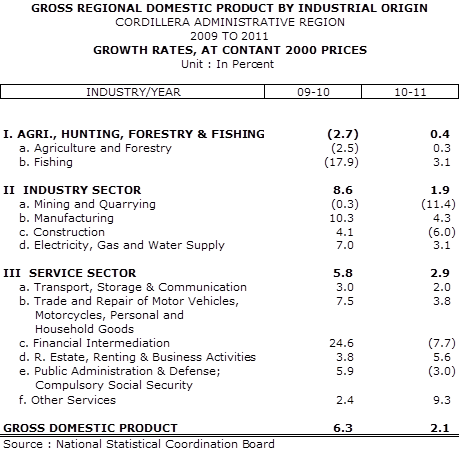 GROSS REGIONAL DOMESTIC PRODUCT BY INDUSTRIAL ORIGIN
CORDILLERA ADMINISTRATIVE REGION
2009 TO 2011
GROWTH RATES, AT CONTANT 2000 PRICES
Unit : In Percent
INDUSTRY/YEAR 09-10 10-11
I. AGRI., HUNTING, FORESTRY & FISHING (2.7) 0.4
a. Agriculture and Forestry (2.5) 0.3
b. Fishing (17.9) 3.1
II INDUSTRY SECTOR 8.6 1.9
a. Mining and Quarrying (0.3) (11.4)
b. Manufacturing 10.3 4.3
c. Construction 4.1 (6.0)
d. Electricity, Gas and Water Supply 7.0 3.1
III SERVICE SECTOR 5.8 2.9
a. Transport, Storage & Communication 3.0 2.0
b. Trade and Repair of Motor Vehicles, 7.5 3.8
Motorcycles, Personal and
Household Goods
c. Financial Intermediation 24.6 (7.7)
d. R. Estate, Renting & Business Activities 3.8 5.6
e. Public Administration & Defense; 5.9 (3.0)
Compulsory Social Security
f. Other Services 2.4 9.3
GROSS DOMESTIC PRODUCT 6.3 2.1
Source : National Statistical Coordination Board